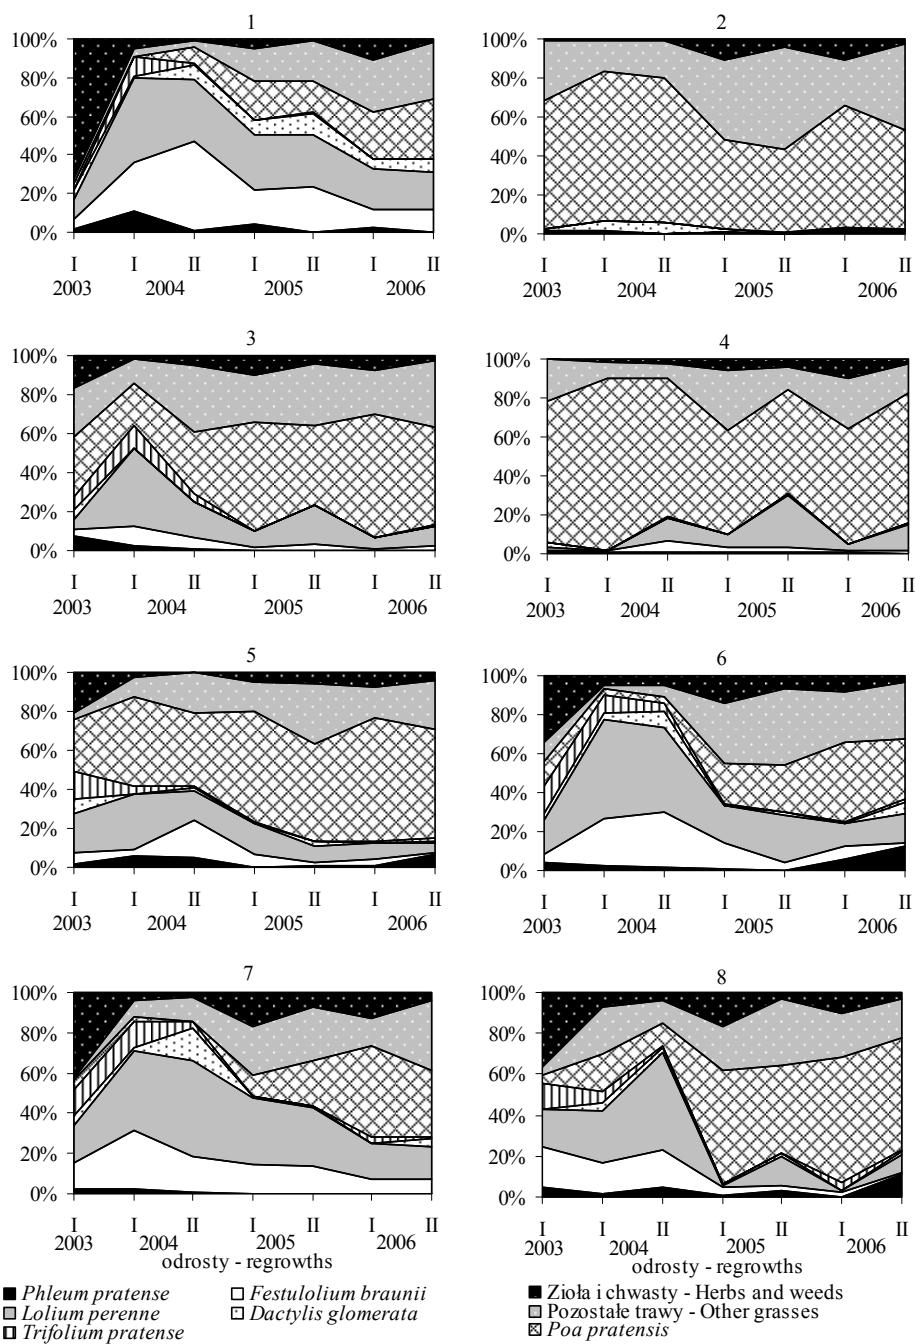 1 2
100% 100%
80% 80%
60% 60%
40% 40%
20% 20%
0% 0%
I I II I II I II I I II I II I II
2003 2004 2005 2006 2003 2004 2005 2006
3 4
100% 100%
80% 80%
60% 60%
40% 40%
20% 20%
0% 0%
I I II I II I II I I II I II I II
2003 2004 2005 2006 2003 2004 2005 2006
5 6
100% 100%
80% 80%
60% 60%
40% 40%
20% 20%
0% 0%
I I II I II I II I I II I II I II
2003 2004 2005 2006 2003 2004 2005 2006
7 8
100% 100%
80% 80%
60% 60%
40% 40%
20% 20%
0% 0%
I I II I II I II I I II I II I II
2003 2004 2005 2006 2003 2004 2005 2006
odrosty - regrowths odrosty - regrowths
Phleum pratense Festulolium braunii Zioła i chwasty - Herbs and weeds
Lolium perenne Dactylis glomerata Pozostałe trawy - Other grasses
Trifolium pratense Poa pratensis